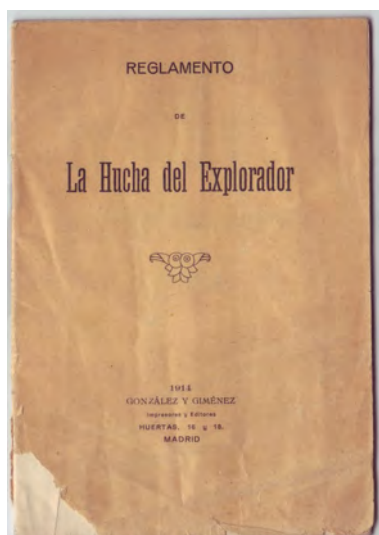 REGLAMENTO
DE
La Hucha del Explorador
1914
GONZÁLEZ Y GIMÉNEZ
Impresores y Editores
HUERTAS, 16 y 18.
MADRID